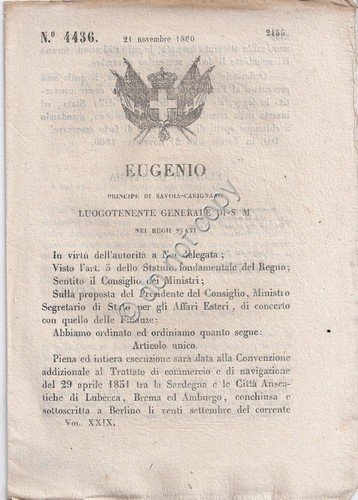 N.º 4436.
21 novembre 1860
2455
EUGENIO
PRINCIPE DI SAVOIA-CARIGNANO
LUOGOTENENTE GENERALE DI S. M.
NEI REGII STATI
In virtù dell'autorità a Noi delegata;
Visto l'art. 5 dello Statuto fondamentale del Regno;
Sentito il Consiglio dei Ministri;
Sulla proposta del Presidente del Consiglio, Ministro
Segretario di Stato per gli Affari Esteri, di concerto
con quello delle Finanze;
Abbiamo ordinato ed ordiniamo quanto segue:
Articolo unico.
Piena ed intiera esecuzione sarà data alla Convenzione
addizionale al Trattato di commercio e di navigazione
del 29 aprile 1851 tra la Sardegna e le Città Ansea-
tiche di Lubecca, Brema ed Amburgo, conchiusa e
sottoscritta a Berlino li venti settembre del corrente
VOL. XXIX.
do not copy